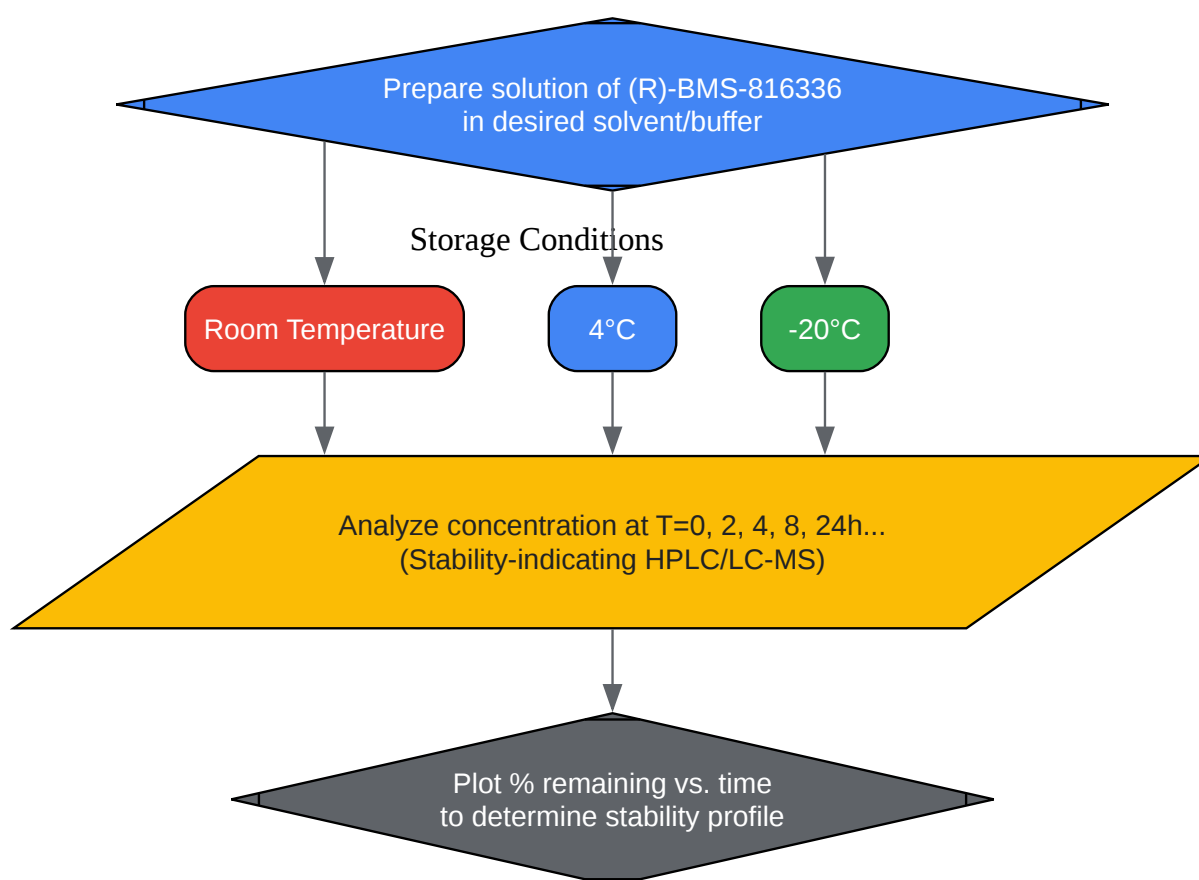 Prepare solution of (R)-BMS-816336
in desired solvent/buffer
Storage Conditions
Room Temperature
4°C
-20°C
Analyze concentration at T=0, 2, 4, 8, 24h...
(Stability-indicating HPLC/LC-MS)
Plot % remaining vs. time
to determine stability profile